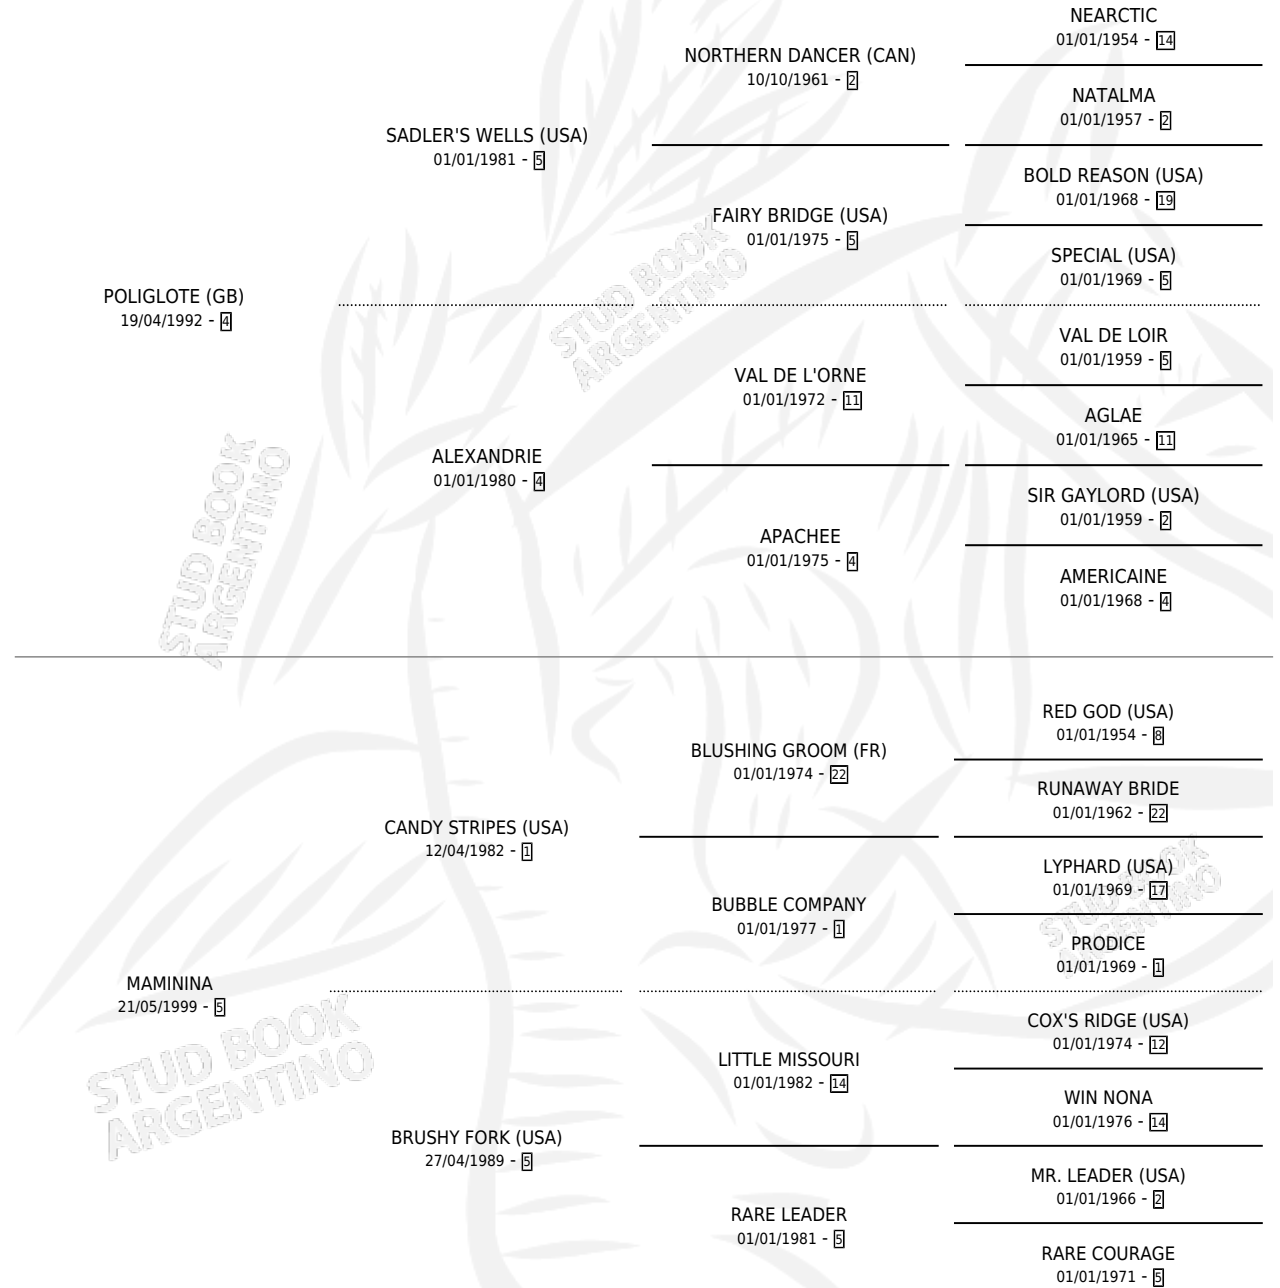 NEARCTIC
01/01/1954 - 14
NORTHERN DANCER (CAN)
10/10/1961 - 2
NATALMA
01/01/1957 - 2
SADLER'S WELLS (USA)
01/01/1981 - 5
BOLD REASON (USA)
01/01/1968 - 19
FAIRY BRIDGE (USA)
01/01/1975 - 5
SPECIAL (USA)
01/01/1969 - 5
POLIGLOTE (GB)
19/04/1992 - 4
STUD BOOK
ARGENTINO
VAL DE LOIR
01/01/1959 - 5
VAL DE L'ORNE
01/01/1972 - 11
AGLAE
01/01/1965 - 11
ALEXANDRIE
01/01/1980 - 4
SIR GAYLORD (USA)
01/01/1959 - 2
APACHEE
01/01/1975 - 4
AMERICAINE
01/01/1968 - 4
STUD BOOK
ARGENTINO
RED GOD (USA)
01/01/1954 - 8
BLUSHING GROOM (FR)
01/01/1974 - 22
RUNAWAY BRIDE
01/01/1962 - 22
CANDY STRIPES (USA)
12/04/1982 - 1
LYPHARD (USA)
01/01/1969 - 17
BUBBLE COMPANY
01/01/1977 - 1
PRODICE
01/01/1969 - 1
STUD BOOK
ARGENTINO
MAMININA
21/05/1999 - 5
COX'S RIDGE (USA)
01/01/1974 - 12
LITTLE MISSOURI
01/01/1982 - 14
WIN NONA
01/01/1976 - 14
STUD BOOK
ARGENTINO
BRUSHY FORK (USA)
27/04/1989 - 5
MR. LEADER (USA)
01/01/1966 - 2
RARE LEADER
01/01/1981 - 5
RARE COURAGE
01/01/1971 - 5